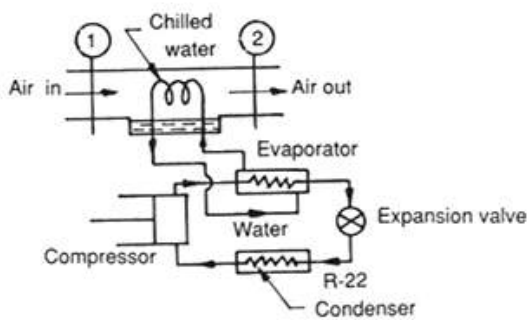 1
Chilled
water
2
Air in
Air out
Evaporator
Expansion valve
Water
Compressor
R-22
Condenser